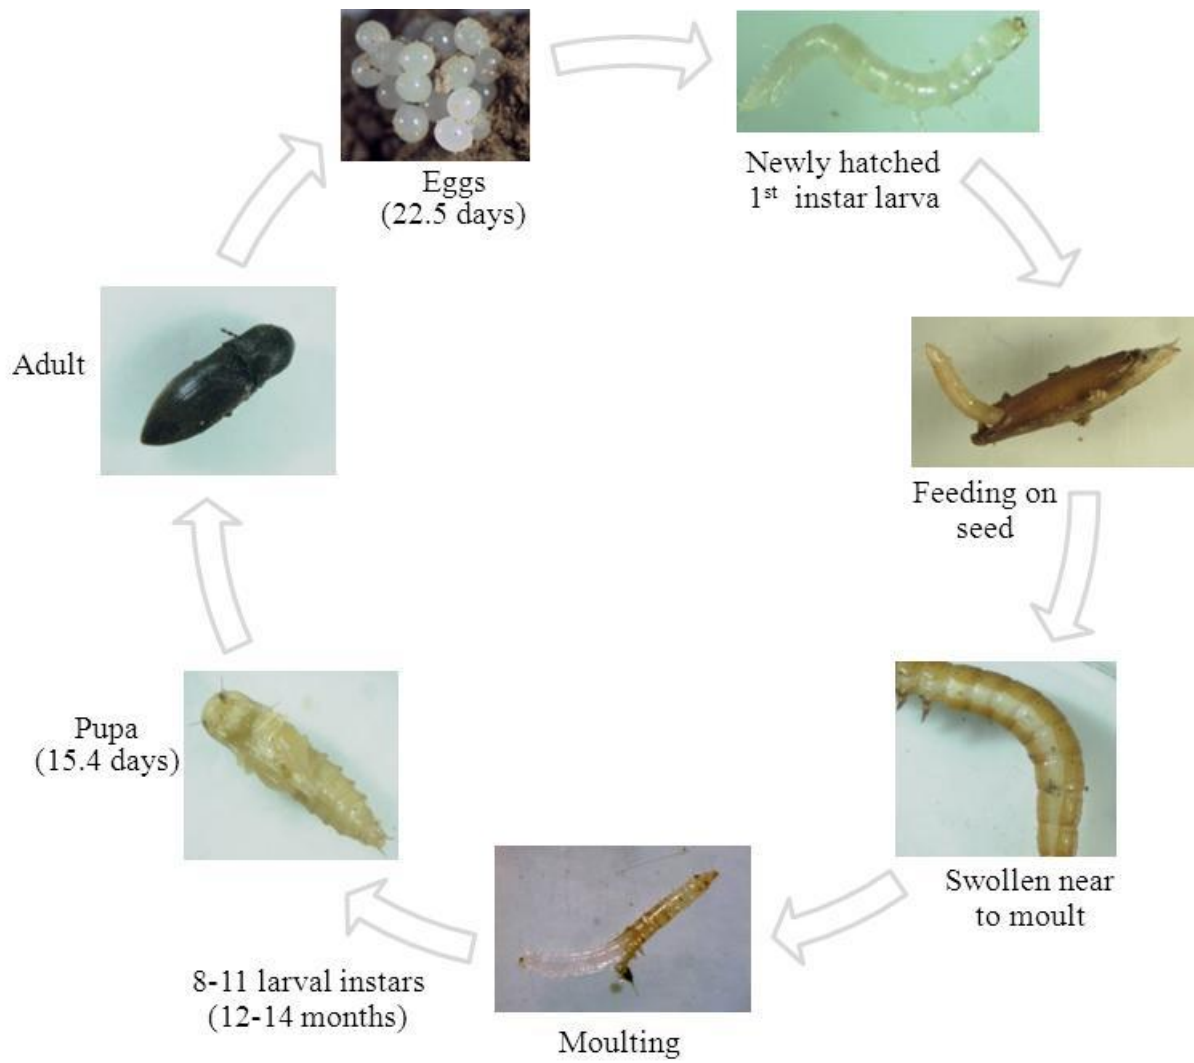 Eggs
(22.5 days)
Newly hatched
1st instar larva
Feeding on
seed
Swollen near
to moult
Moulting
8-11 larval instars
(12-14 months)
Pupa
(15.4 days)
Adult